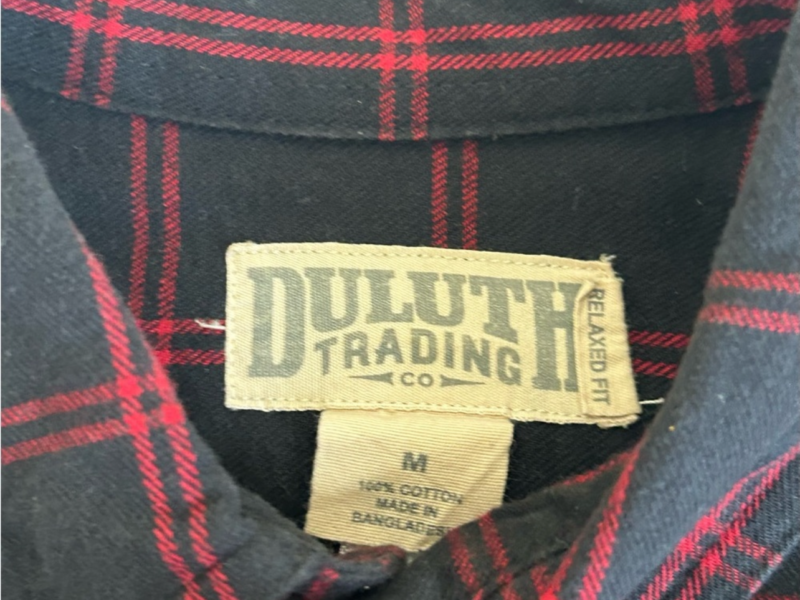 DULUTH
TRADING
CO
RELAXED FIT
M
100% COTTON
MADE IN